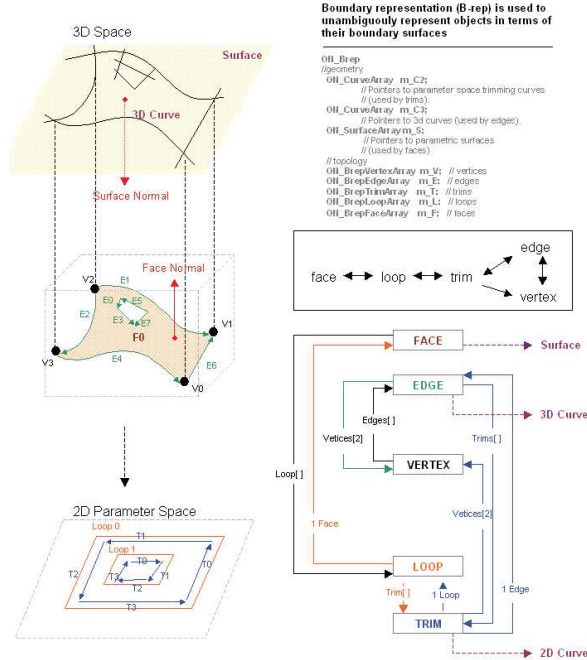 Boundary representation (B-rep) is used to
unambiguouly represent objects in terms of
their boundary surfaces
3D Space
Surface
3D Curve
Surface Normal
ON_Brep
//geometry
ON_CurveArray m_C2;
// Pointers to parameter space trimming curves
// (used by trims).
ON_CurveArray m_C3;
// Pointers to 3d curves (used by edges).
ON_SurfaceArray m_S;
// Pointers to parametric surfaces
// (used by faces)
// topology
ON_BrepVertexArray m_V; // vertices
ON_BrepEdgeArray m_E; // edges
ON_BrepTrimArray m_T; // trims
ON_BrepLoopArray m_L; // loops
ON_BrepFaceArray m_F; // faces
face
loop
trim
edge
vertex
V2
E1
Face Normal
E0
E5
E2
E3
E7
V1
F0
V3
E4
E6
V0
2D Parameter Space
Loop 0
T1
Loop 1
T0
T2
T3
T1
T0
T2
T3
FACE
Surface
EDGE
3D Curve
Edges[ ]
Vetices[2]
Trims[ ]
VERTEX
Loop[ ]
Vetices[2]
1 Face
LOOP
Trim[ ]
1 Loop
1 Edge
TRIM
2D Curve